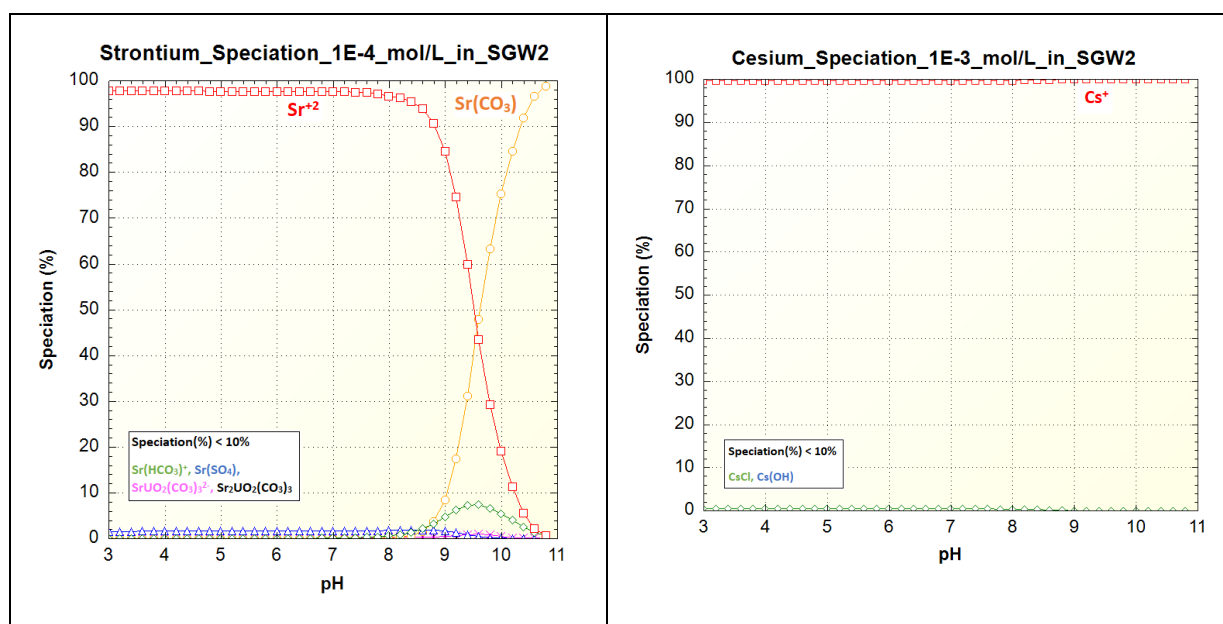 Strontium_Speciation_1E-4_mol/L_in_SGW2
100
90
80
70
60
50
40
30
20
10
0
Speciation (%)
Sr⁺²
Sr(CO₃)
Speciation(%) < 10%
Sr(HCO₃)⁺, Sr(SO₄),
SrUO₂(CO₃)₃²⁻, Sr₂UO₂(CO₃)₃
3 4 5 6 7 8 9 10 11
pH
Cesium_Speciation_1E-3_mol/L_in_SGW2
100
90
80
70
60
50
40
30
20
10
0
Speciation (%)
Cs⁺
Speciation(%) < 10%
CsCl, Cs(OH)
3 4 5 6 7 8 9 10 11
pH